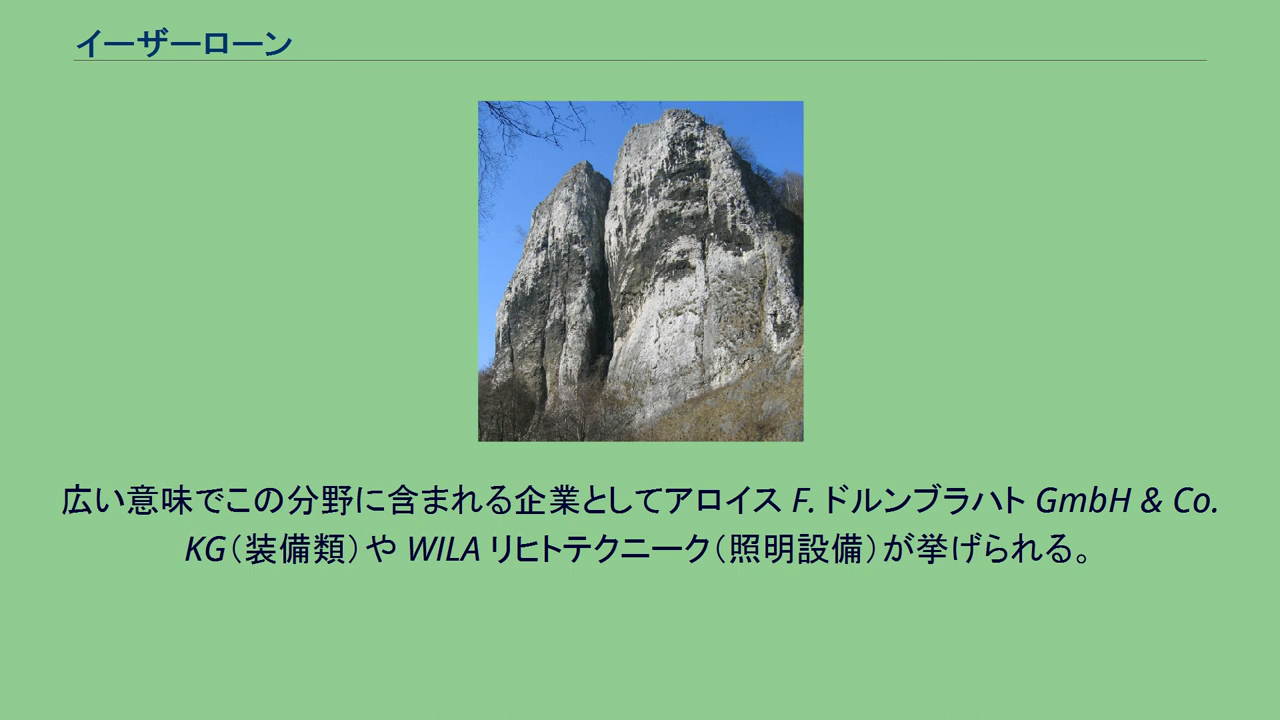 イーザーローン
広い意味でこの分野に含まれる企業としてアロイス F. ドルンブラハト GmbH & Co.
KG（装備類）や WILA リヒトテクニーク（照明設備）が挙げられる。